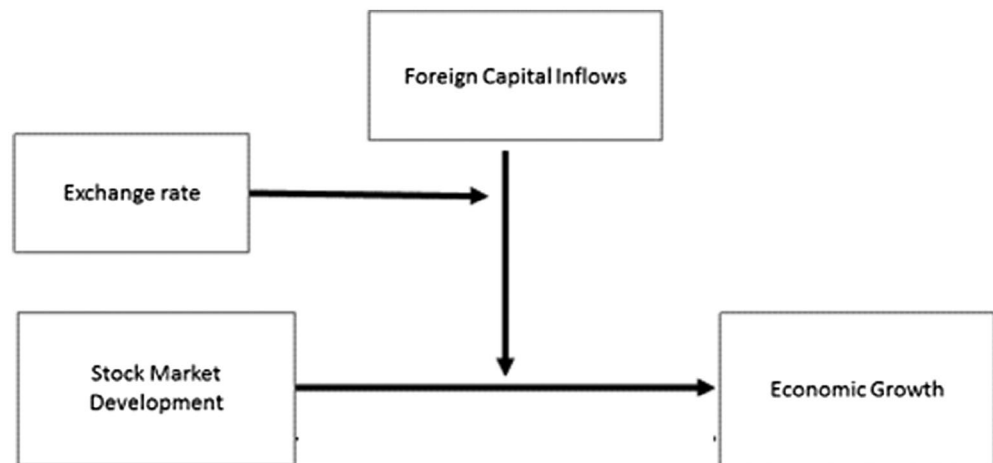 Foreign Capital Inflows
Exchange rate
Stock Market
Development
Economic Growth